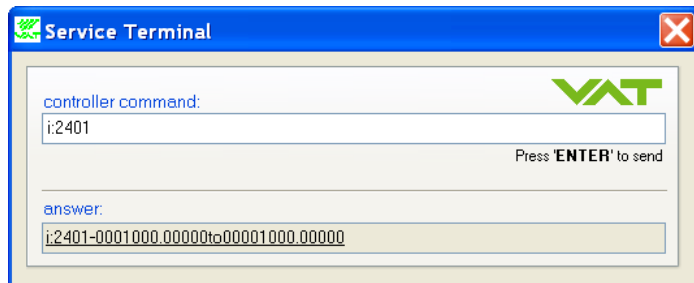 Service Terminal
VAT
controller command:
i:2401
Press 'ENTER' to send
answer:
i:2401-0001000.00000to00001000.00000